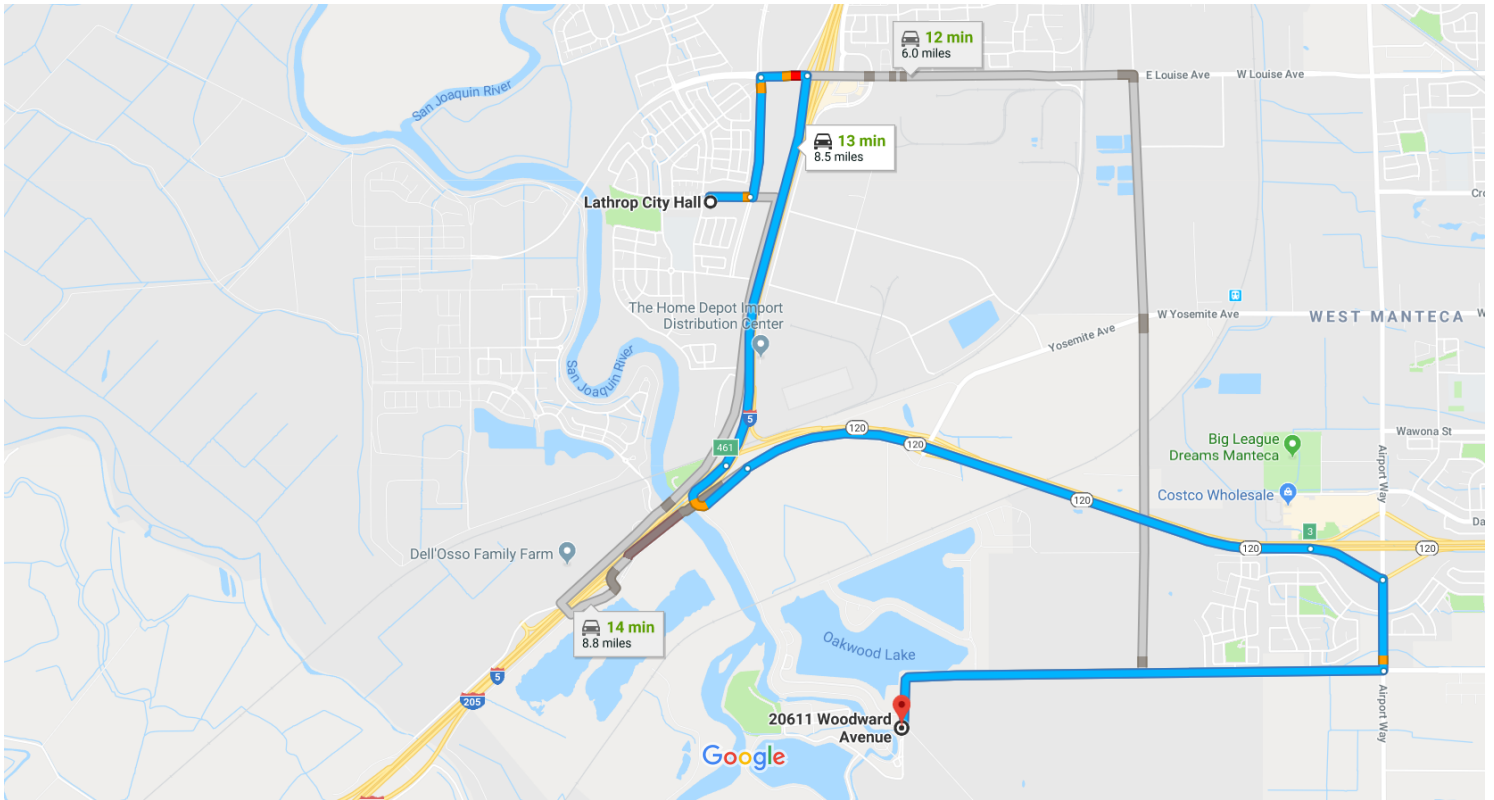 12 min
6.0 miles
E Louise Ave
W Louise Ave
San Joaquin River
13 min
8.5 miles
Lathrop City Hall
Cro
The Home Depot Import
Distribution Center
W Yosemite Ave
WEST MANTECA
W
Yosemite Ave
San Joaquin River
5
461
120
120
Wawona St
Big League
Dreams Manteca
Airport Way
Costco Wholesale
120
Da
3
120
120
Dell'Osso Family Farm
14 min
8.8 miles
Oakwood Lake
5
205
20611 Woodward
Avenue
Airport Way
Google